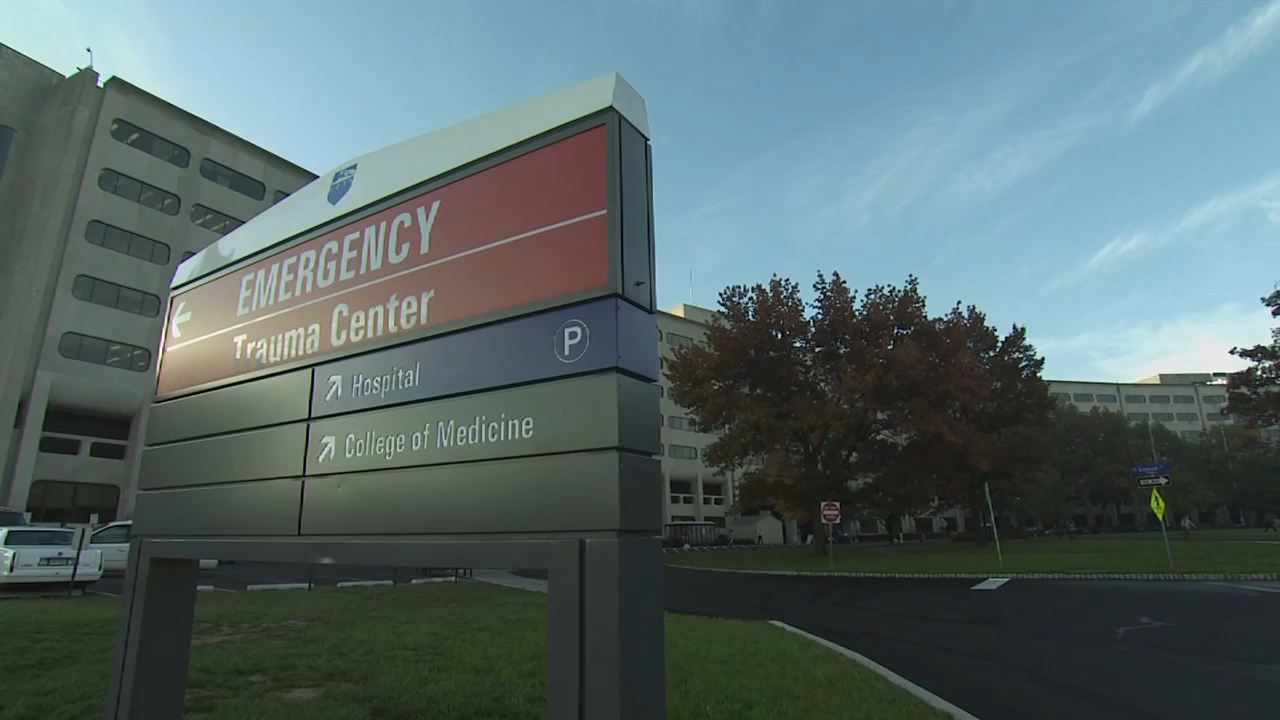 EMERGENCY
Trauma Center
P
Hospital
College of Medicine